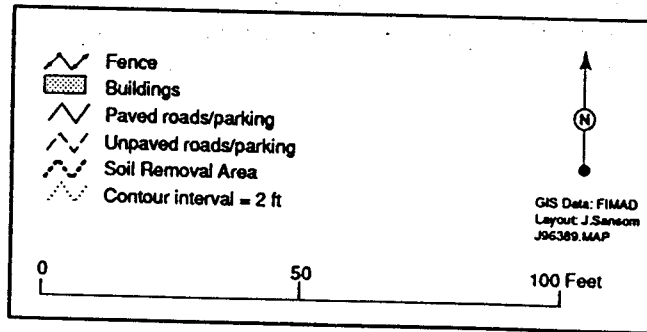 Fence
Buildings
Paved roads/parking
Unpaved roads/parking
Soil Removal Area
Contour interval = 2 ft
N
GIS Data: FIMAD
Layout: J.Sansom
J96389.MAP
0 50 100 Feet